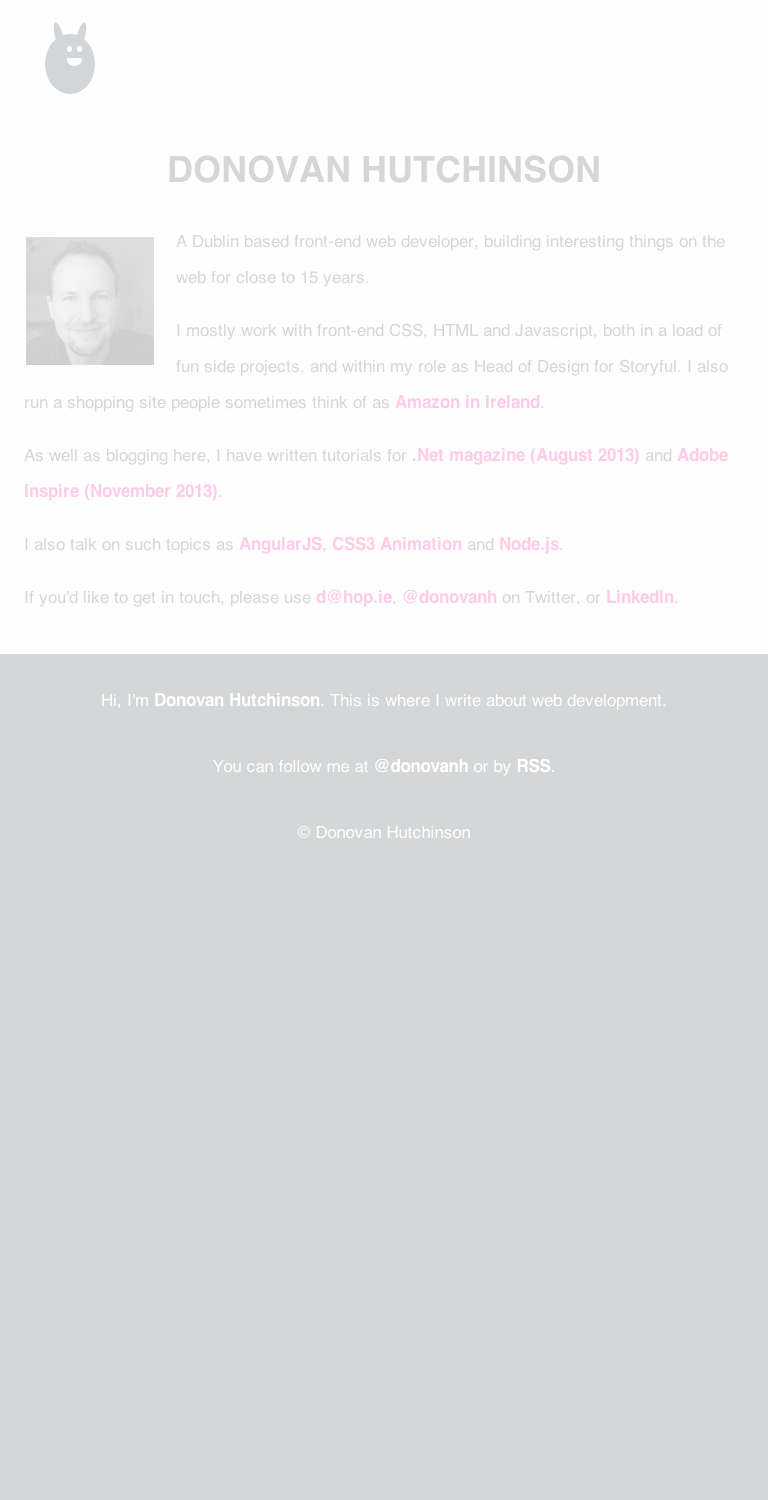 DONOVAN HUTCHINSON
A Dublin based front-end web developer, building interesting things on the
web for close to 15 years.
I mostly work with front-end CSS, HTML and Javascript, both in a load of
fun side projects, and within my role as Head of Design for Storyful. I also
run a shopping site people sometimes think of as Amazon in Ireland.
As well as blogging here, I have written tutorials for .Net magazine (August 2013) and Adobe
Inspire (November 2013).
I also talk on such topics as AngularJS, CSS3 Animation and Node.js.
If you'd like to get in touch, please use d@hop.ie, @donovanh on Twitter, or LinkedIn.
Hi, I'm Donovan Hutchinson. This is where I write about web development.
You can follow me at @donovanh or by RSS.
© Donovan Hutchinson